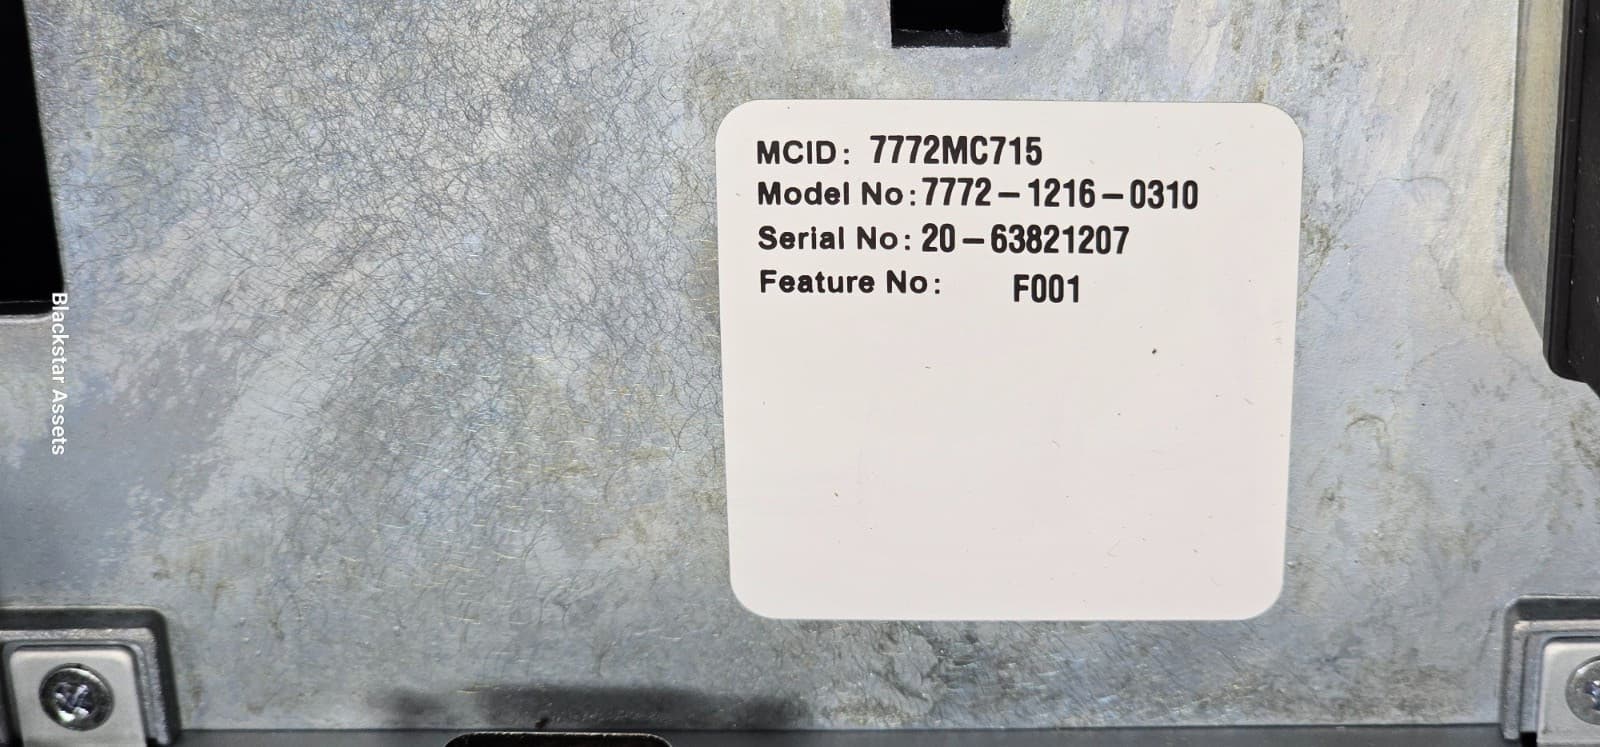 MCID: 7772MC715
Model No: 7772-1216-0310
Serial No: 20-63821207
Feature No: F001
Blackstar Assets